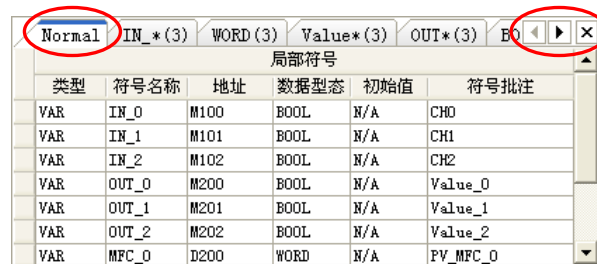 Normal IN_*(3) WORD(3) Value*(3) OUT*(3) BO
局部符号
类型 符号名称 地址 数据型态 初始值 符号批注
VAR IN_0 M100 BOOL N/A CH0
VAR IN_1 M101 BOOL N/A CH1
VAR IN_2 M102 BOOL N/A CH2
VAR OUT_0 M200 BOOL N/A Value_0
VAR OUT_1 M201 BOOL N/A Value_1
VAR OUT_2 M202 BOOL N/A Value_2
VAR MFC_0 D200 WORD N/A PV_MFC_0